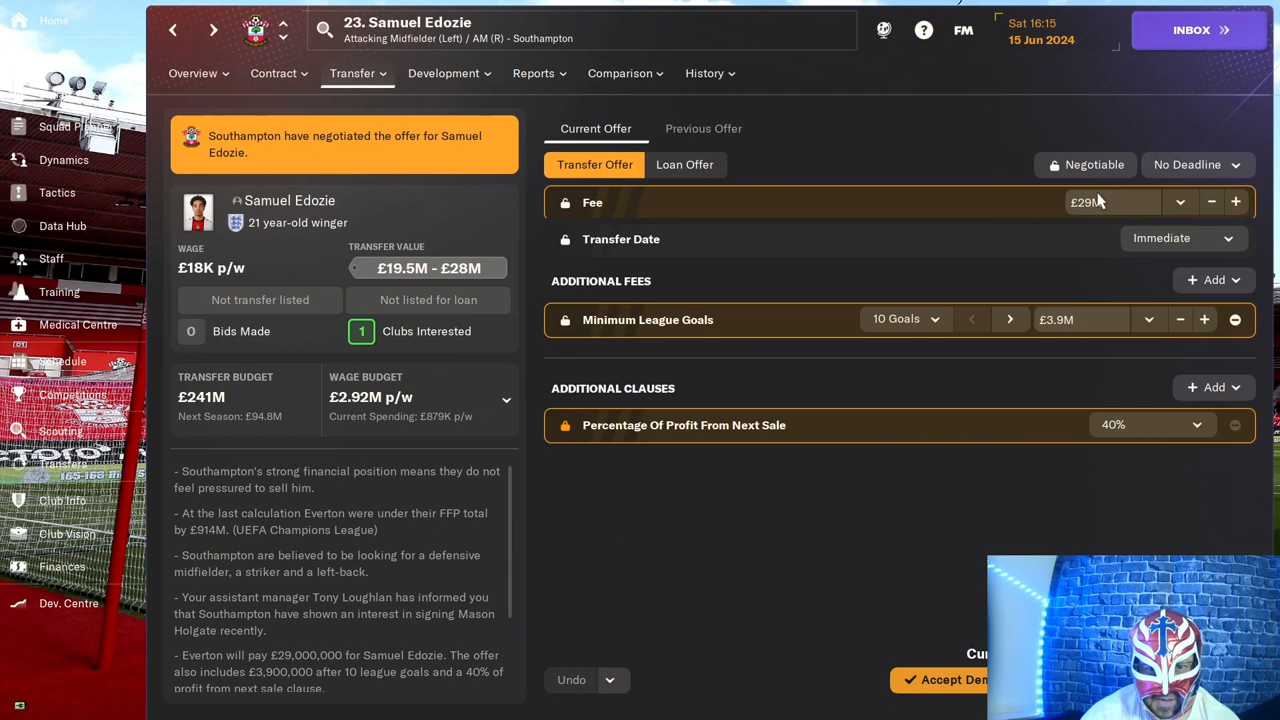 23. Samuel Edozie
Attacking Midfielder (Left) / AM (R) - Southampton
FM
Sat 16:15
15 Jun 2024
INBOX
Home
Overview
Contract
Transfer
Development
Reports
Comparison
History
Squad Planner
Dynamics
Tactics
Data Hub
Staff
Training
Medical Centre
Schedule
Competitions
Scouting
Transfers
Club Info
Club Vision
Finances
Dev. Centre
Southampton have negotiated the offer for Samuel
Edozie.
Samuel Edozie
21 year-old winger
WAGE
£18K p/w
TRANSFER VALUE
£19.5M - £28M
Not transfer listed
Not listed for loan
0 Bids Made
1 Clubs Interested
TRANSFER BUDGET
£241M
Next Season: £94.8M
WAGE BUDGET
£2.92M p/w
Current Spending: £879K p/w
- Southampton's strong financial position means they do not
feel pressured to sell him.
- At the last calculation Everton were under their FFP total
by £914M. (UEFA Champions League)
- Southampton are believed to be looking for a defensive
midfielder, a striker and a left-back.
- Your assistant manager Tony Loughlan has informed you
that Southampton have shown an interest in signing Mason
Holgate recently.
- Everton will pay £29,000,000 for Samuel Edozie. The offer
also includes £3,900,000 after 10 league goals and a 40% of
profit from next sale clause.
Current Offer
Previous Offer
Transfer Offer
Loan Offer
Negotiable
No Deadline
Fee
£29M
Transfer Date
Immediate
ADDITIONAL FEES
+ Add
Minimum League Goals
10 Goals
£3.9M
ADDITIONAL CLAUSES
+ Add
Percentage Of Profit From Next Sale
40%
Undo
Cu
Accept Dem